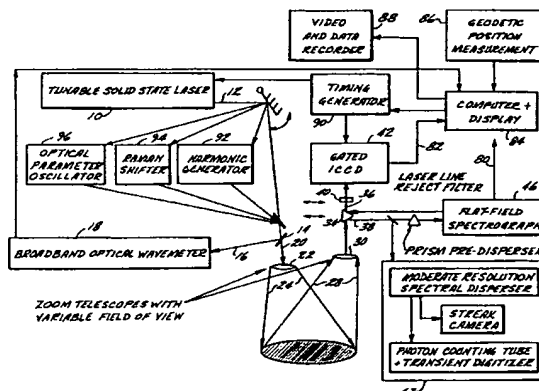 VIDEO
AND DATA
RECORDER
88
86
GEODETIC
POSITION
MEASUREMENT
TUNABLE SOLID STATE LASER
10
12
TIMING
GENERATOR
90
COMPUTER +
DISPLAY
84
96
OPTICAL
PARAMETER
OSCILLATOR
94
RAMAN
SHIFTER
92
HARMONIC
GENERATOR
42
GATED
ICCD
82
LASER LINE
REJECT FILTER
80
40
36
34
38
46
FLAT-FIELD
SPECTROGRAPH
18
BROADBAND OPTICAL WAVEMETER
14
20
16
22
30
24
28
PRISM PRE-DISPERSER
ZOOM TELESCOPES WITH
VARIABLE FIELD OF VIEW
MODERATE RESOLUTION
SPECTRAL DISPERSER
STREAK
CAMERA
PHOTON COUNTING TUBE
+ TRANSIENT DIGITIZER